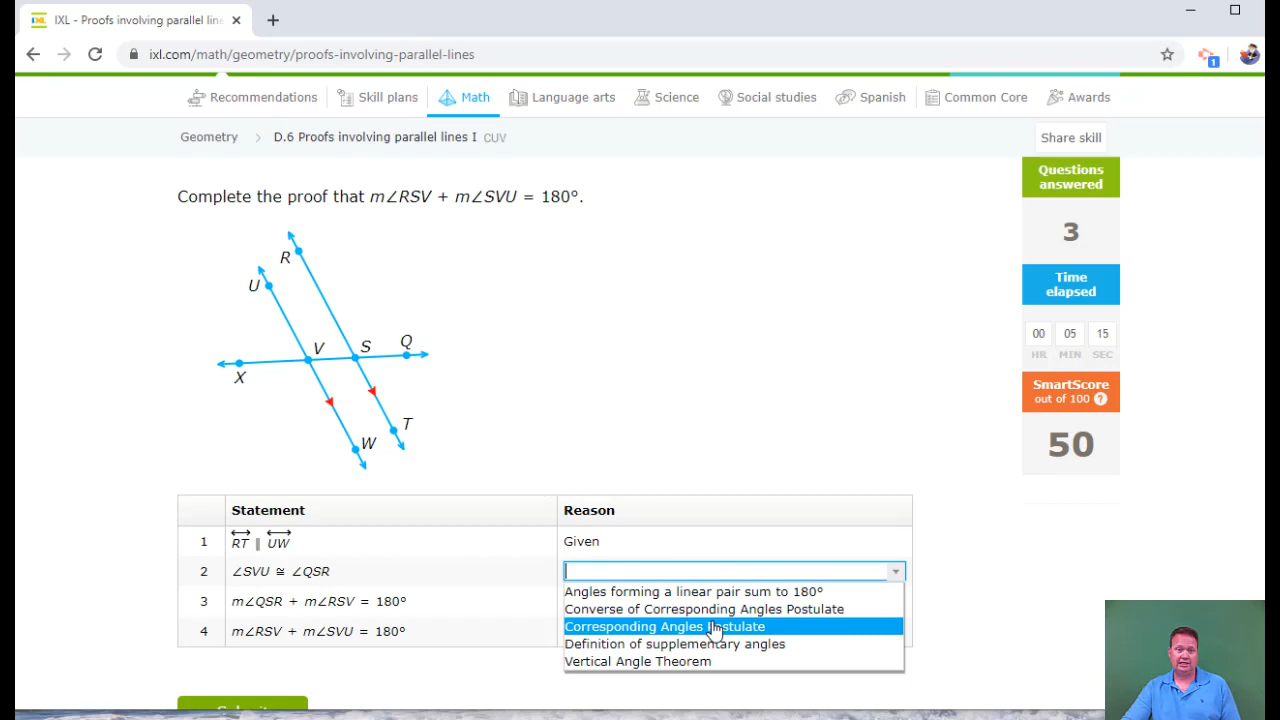 IXL - Proofs involving parallel line
ixl.com/math/geometry/proofs-involving-parallel-lines
1
Recommendations Skill plans Math Language arts Science Social studies Spanish Common Core Awards
Geometry > D.6 Proofs involving parallel lines I CUV
Share skill
Complete the proof that m∠RSV + m∠SVU = 180°.
Questions answered
3
Time elapsed
00 05 15
HR MIN SEC
SmartScore
out of 100 ?
50
R
U
V S Q
X
T
W
Statement Reason
1 RT ∥ UW Given
2 ∠SVU ≅ ∠QSR
3 m∠QSR + m∠RSV = 180°
4 m∠RSV + m∠SVU = 180°
Angles forming a linear pair sum to 180°
Converse of Corresponding Angles Postulate
Corresponding Angles Postulate
Definition of supplementary angles
Vertical Angle Theorem
Submit